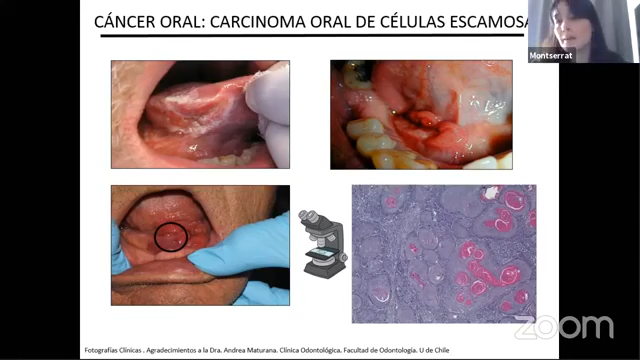 CÁNCER ORAL: CARCINOMA ORAL DE CÉLULAS ESCAMOSA
Montserrat
zoom
Fotografías Clínicas . Agradecimientos a la Dra. Andrea Maturana. Clínica Odontológica. Facultad de Odontología. U de Chile